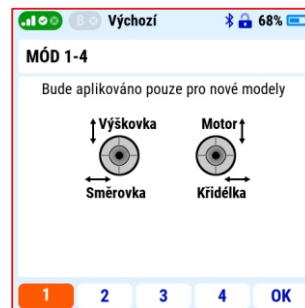 B Výchozí 68%
MÓD 1-4
Bude aplikováno pouze pro nové modely
Výškovka Motor
Směrovka Křidélka
1 2 3 4 OK